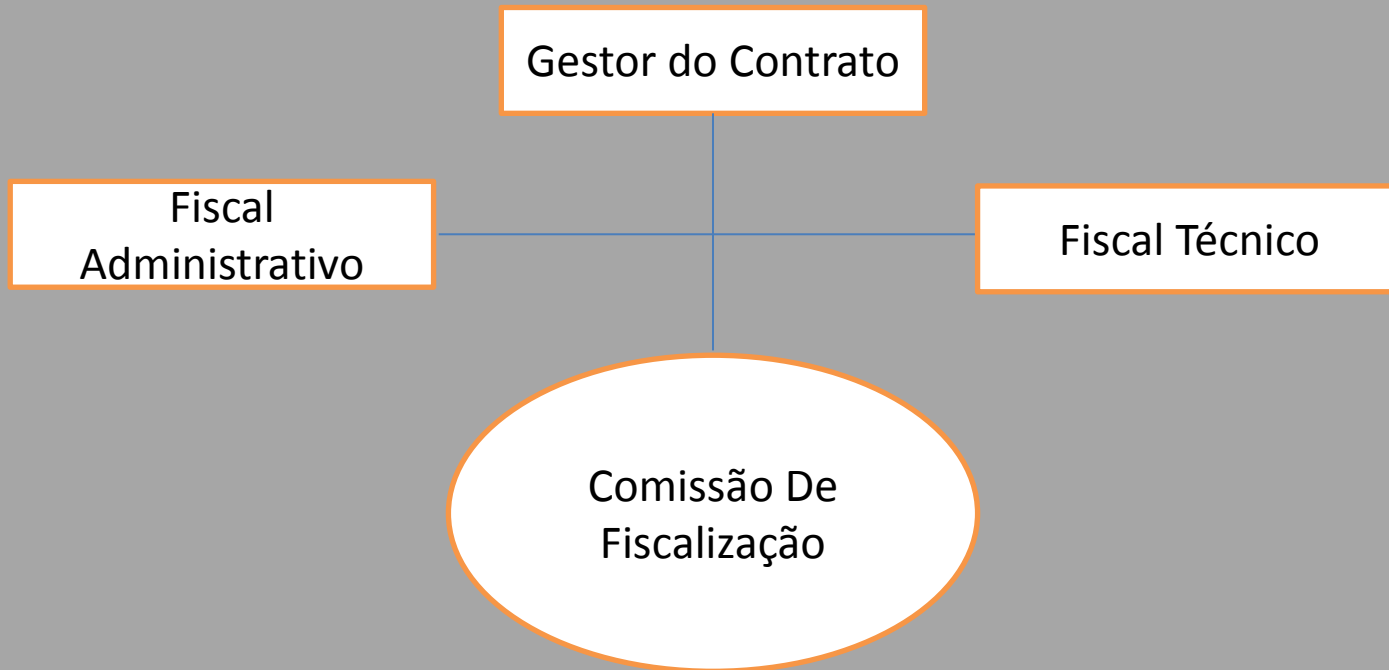 Gestor do Contrato
Fiscal
Administrativo
Fiscal Técnico
Comissão De
Fiscalização